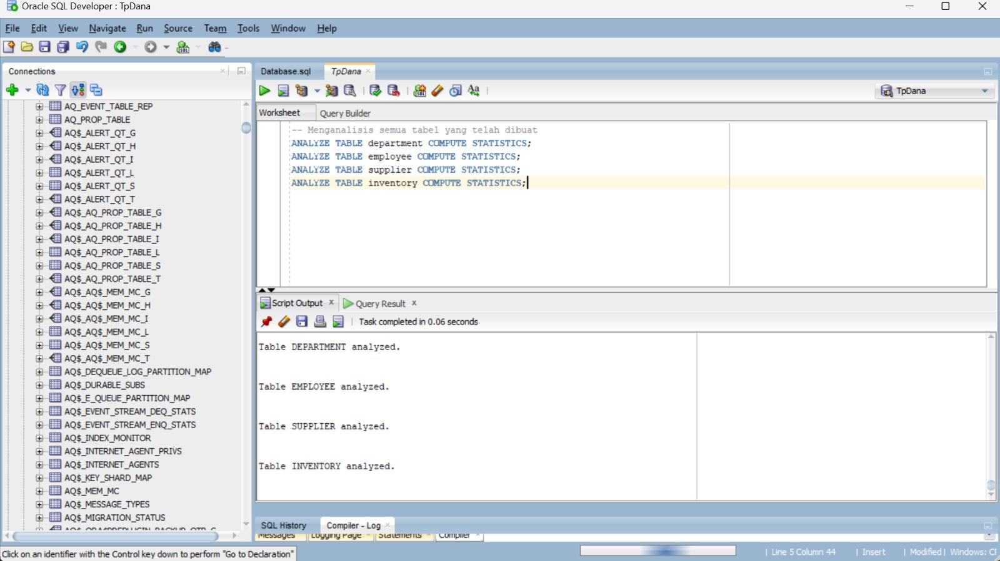 Oracle SQL Developer : TpDana
File Edit View Navigate Run Source Team Tools Window Help
Connections
AQ_EVENT_TABLE_REP
AQ_PROP_TABLE
AQ$_ALERT_QT_G
AQ$_ALERT_QT_H
AQ$_ALERT_QT_I
AQ$_ALERT_QT_L
AQ$_ALERT_QT_S
AQ$_ALERT_QT_T
AQ$_AQ_PROP_TABLE_G
AQ$_AQ_PROP_TABLE_H
AQ$_AQ_PROP_TABLE_I
AQ$_AQ_PROP_TABLE_L
AQ$_AQ_PROP_TABLE_S
AQ$_AQ_PROP_TABLE_T
AQ$_AQ$_MEM_MC_G
AQ$_AQ$_MEM_MC_H
AQ$_AQ$_MEM_MC_I
AQ$_AQ$_MEM_MC_L
AQ$_AQ$_MEM_MC_S
AQ$_AQ$_MEM_MC_T
AQ$_DEQUEUE_LOG_PARTITION_MAP
AQ$_DURABLE_SUBS
AQ$_E_QUEUE_PARTITION_MAP
AQ$_EVENT_STREAM_DEQ_STATS
AQ$_EVENT_STREAM_ENQ_STATS
AQ$_INDEX_MONITOR
AQ$_INTERNET_AGENT_PRIVS
AQ$_INTERNET_AGENTS
AQ$_KEY_SHARD_MAP
AQ$_MEM_MC
AQ$_MESSAGE_TYPES
AQ$_MIGRATION_STATUS
Database.sql TpDana
TpDana
Worksheet Query Builder
-- Menganalisis semua tabel yang telah dibuat
ANALYZE TABLE department COMPUTE STATISTICS;
ANALYZE TABLE employee COMPUTE STATISTICS;
ANALYZE TABLE supplier COMPUTE STATISTICS;
ANALYZE TABLE inventory COMPUTE STATISTICS;
Script Output x Query Result x
Task completed in 0.06 seconds
Table DEPARTMENT analyzed.
Table EMPLOYEE analyzed.
Table SUPPLIER analyzed.
Table INVENTORY analyzed.
SQL History Compiler - Log
Messages Logging Page Statements Compiler
Click on an identifier with the Control key down to perform "Go to Declaration"
| Line 5 Column 44 | Insert | Modified | Windows: C